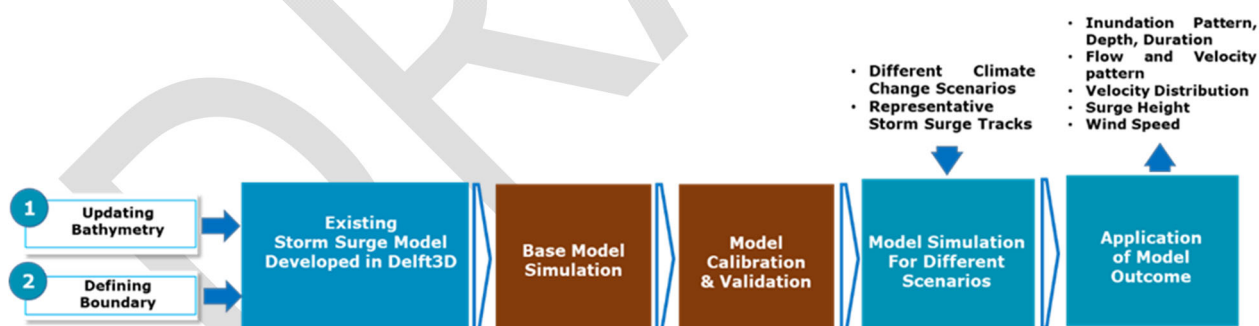 1
Updating
Bathymetry
2
Defining
Boundary
Existing
Storm Surge Model
Developed in Delft3D
Base Model
Simulation
Model
Calibration
& Validation
• Different Climate
Change Scenarios
• Representative
Storm Surge Tracks
Model Simulation
For Different
Scenarios
• Inundation Pattern,
Depth, Duration
• Flow and Velocity
pattern
• Velocity Distribution
• Surge Height
• Wind Speed
Application
of Model
Outcome